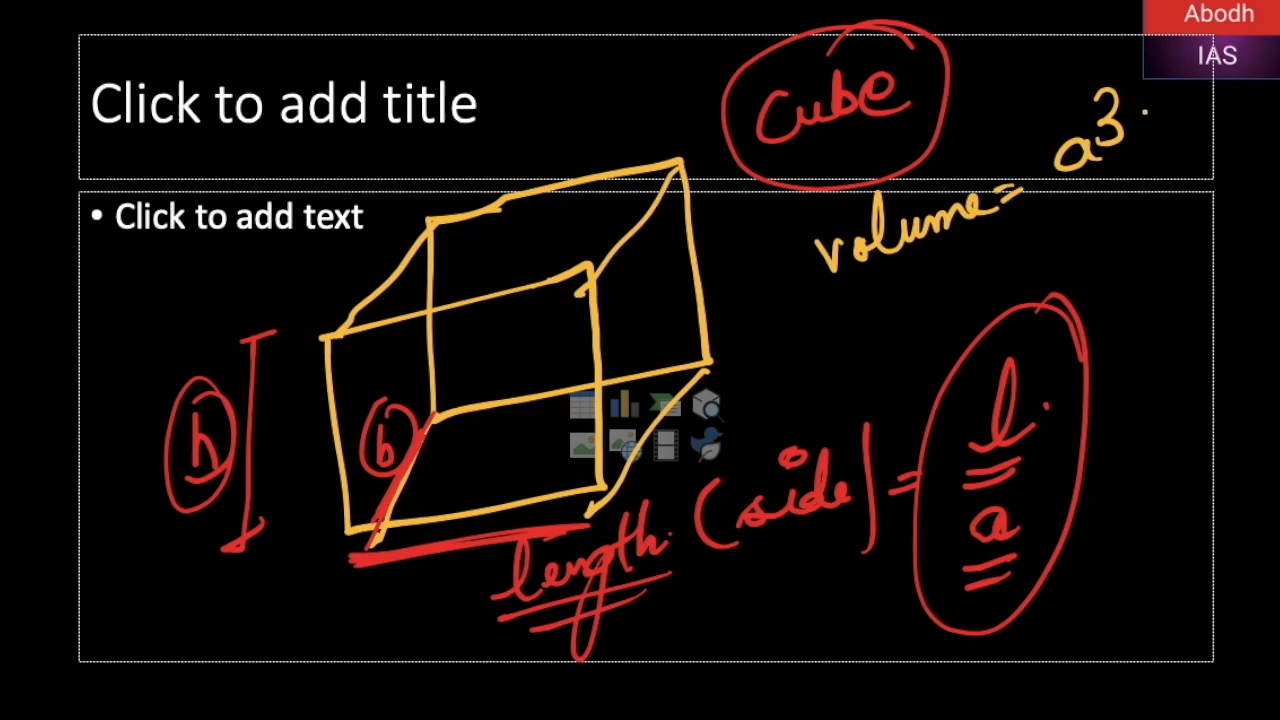 Abodh
IAS
Click to add title
Cube
volume = a3
• Click to add text
h
b
length (side) = l
a